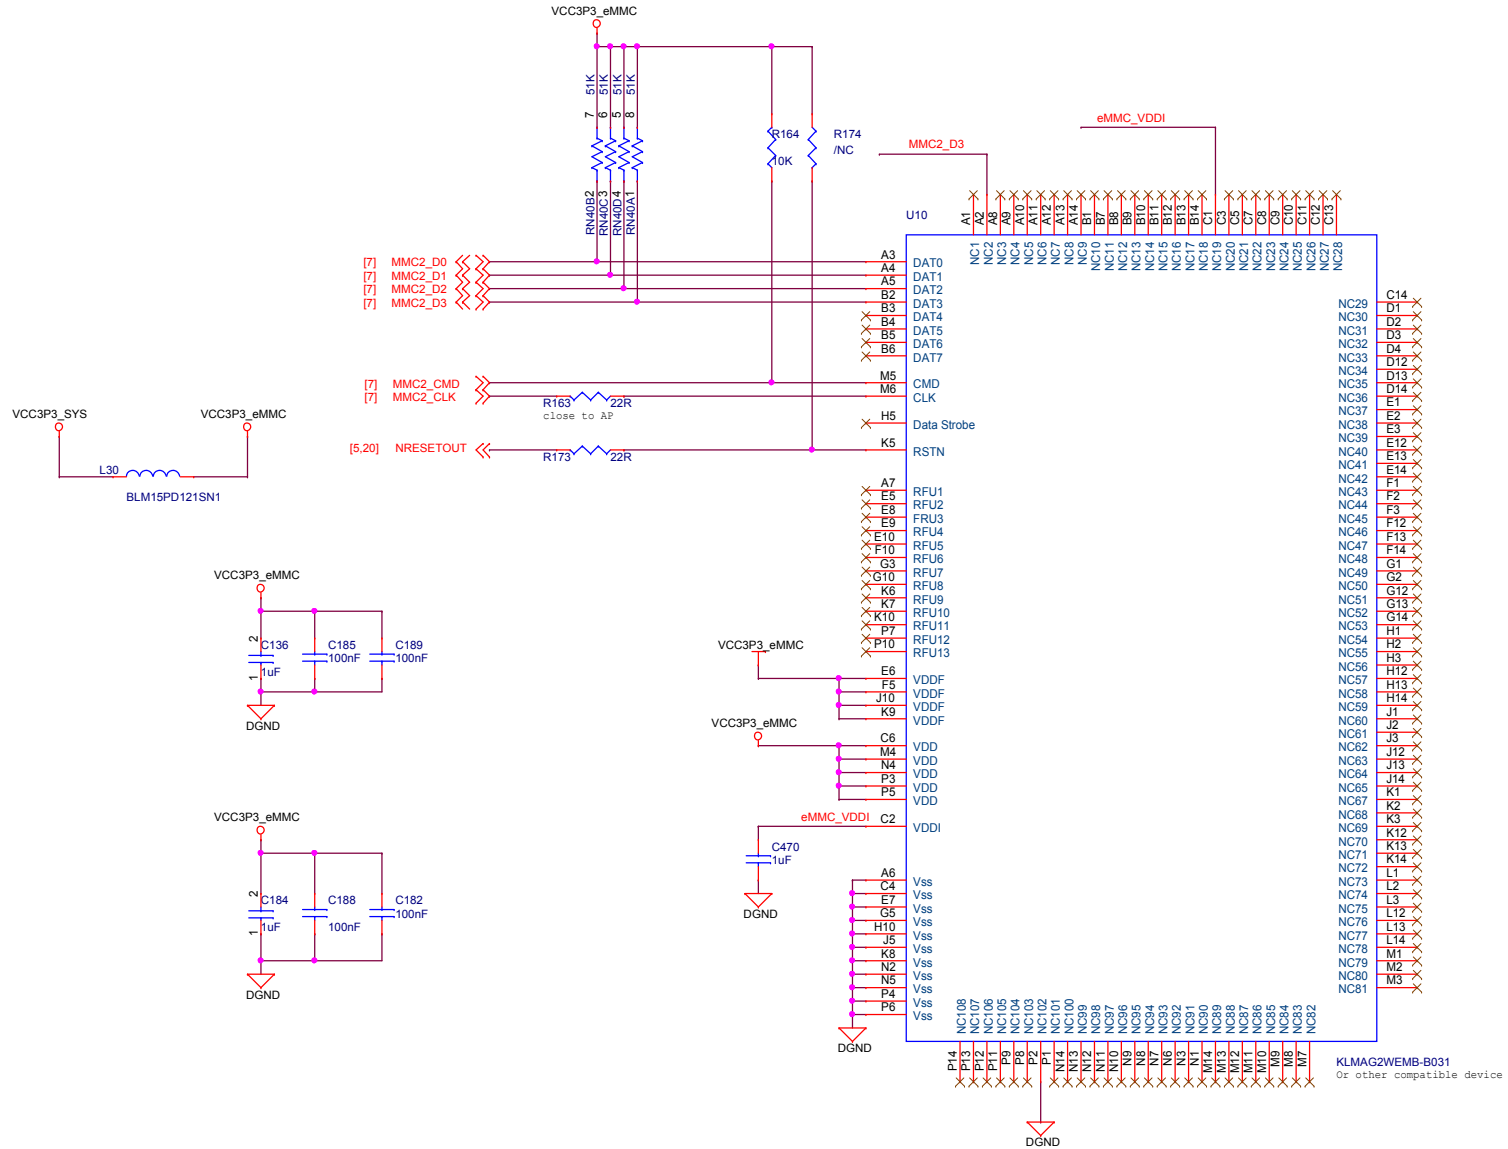 VCC3P3_eMMC
51K
51K
51K
51K
7
6
5
8
RN40B2
RN40C3
RN40D4
RN40A1
R164
10K
R174
/NC
MMC2_D3
eMMC_VDDI
U10
A1
A2
A8
A9
A10
A11
A12
A13
A14
B1
B7
B8
B9
B10
B11
B12
B13
B14
C1
C3
C5
C7
C8
C9
C10
C11
C12
C13
NC1
NC2
NC3
NC4
NC5
NC6
NC7
NC8
NC9
NC10
NC11
NC12
NC13
NC14
NC15
NC16
NC17
NC18
NC19
NC20
NC21
NC22
NC23
NC24
NC25
NC26
NC27
NC28
[7] MMC2_D0
[7] MMC2_D1
[7] MMC2_D2
[7] MMC2_D3
[7] MMC2_CMD
[7] MMC2_CLK
R163 22R
close to AP
[5,20] NRESETOUT
R173 22R
A3 DAT0
A4 DAT1
A5 DAT2
B2 DAT3
B3 DAT4
B4 DAT5
B5 DAT6
B6 DAT7
M5 CMD
M6 CLK
H5 Data Strobe
K5 RSTN
A7 RFU1
E5 RFU2
E8 FRU3
E9 RFU4
E10 RFU5
F10 RFU6
G3 RFU7
G10 RFU8
K6 RFU9
K7 RFU10
K10 RFU11
P7 RFU12
P10 RFU13
VCC3P3_eMMC
E6 VDDF
F5 VDDF
J10 VDDF
K9 VDDF
VCC3P3_eMMC
C6 VDD
M4 VDD
N4 VDD
P3 VDD
P5 VDD
eMMC_VDDI C2 VDDI
C470
1uF
DGND
A6 Vss
C4 Vss
E7 Vss
G5 Vss
H10 Vss
J5 Vss
K8 Vss
N2 Vss
N5 Vss
P4 Vss
P6 Vss
DGND
VCC3P3_SYS
VCC3P3_eMMC
L30
BLM15PD121SN1
VCC3P3_eMMC
2
1
C136
1uF
C185
100nF
C189
100nF
DGND
VCC3P3_eMMC
2
1
C184
1uF
C188
100nF
C182
100nF
DGND
NC29 C14
NC30 D1
NC31 D2
NC32 D3
NC33 D4
NC34 D12
NC35 D13
NC36 D14
NC37 E1
NC38 E2
NC39 E3
NC40 E12
NC41 E13
NC42 E14
NC43 F1
NC44 F2
NC45 F3
NC46 F12
NC47 F13
NC48 F14
NC49 G1
NC50 G2
NC51 G12
NC52 G13
NC53 G14
NC54 H1
NC55 H2
NC56 H3
NC57 H12
NC58 H13
NC59 H14
NC60 J1
NC61 J2
NC62 J3
NC63 J12
NC64 J13
NC65 J14
NC67 K1
NC68 K2
NC69 K3
NC70 K12
NC71 K13
NC72 K14
NC73 L1
NC74 L2
NC75 L3
NC76 L12
NC77 L13
NC78 L14
NC79 M1
NC80 M2
NC81 M3
NC108
NC107
NC106
NC105
NC104
NC103
NC102
NC101
NC100
NC99
NC98
NC97
NC96
NC95
NC94
NC93
NC92
NC91
NC90
NC89
NC88
NC87
NC86
NC85
NC84
NC83
NC82
P14
P13
P12
P11
P9
P8
P2
P1
N14
N13
N12
N11
N10
N9
N8
N7
N6
N3
N1
M14
M13
M12
M11
M10
M9
M8
M7
DGND
KLMAG2WEMB-B031
Or other compatible device